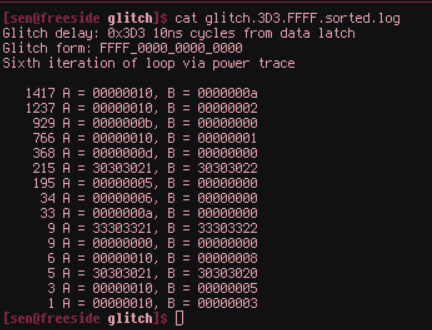 [sen@freeside glitch]$ cat glitch.3D3.FFFF.sorted.log
Glitch delay: 0x3D3 10ns cycles from data latch
Glitch form: FFFF_0000_0000_0000
Sixth iteration of loop via power trace
1417 A = 00000010, B = 0000000a
1237 A = 00000010, B = 00000002
929 A = 0000000b, B = 00000000
766 A = 00000010, B = 00000001
368 A = 0000000d, B = 00000000
215 A = 30303021, B = 30303022
195 A = 00000005, B = 00000000
34 A = 00000006, B = 00000000
33 A = 0000000a, B = 00000000
9 A = 33303321, B = 33303322
9 A = 00000000, B = 00000000
6 A = 00000010, B = 00000008
5 A = 30303021, B = 30303020
3 A = 00000010, B = 00000005
1 A = 00000010, B = 00000003
[sen@freeside glitch]$